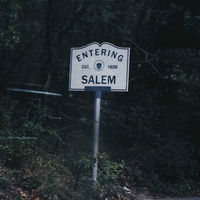 ENTERING
EST. 1626
SALEM